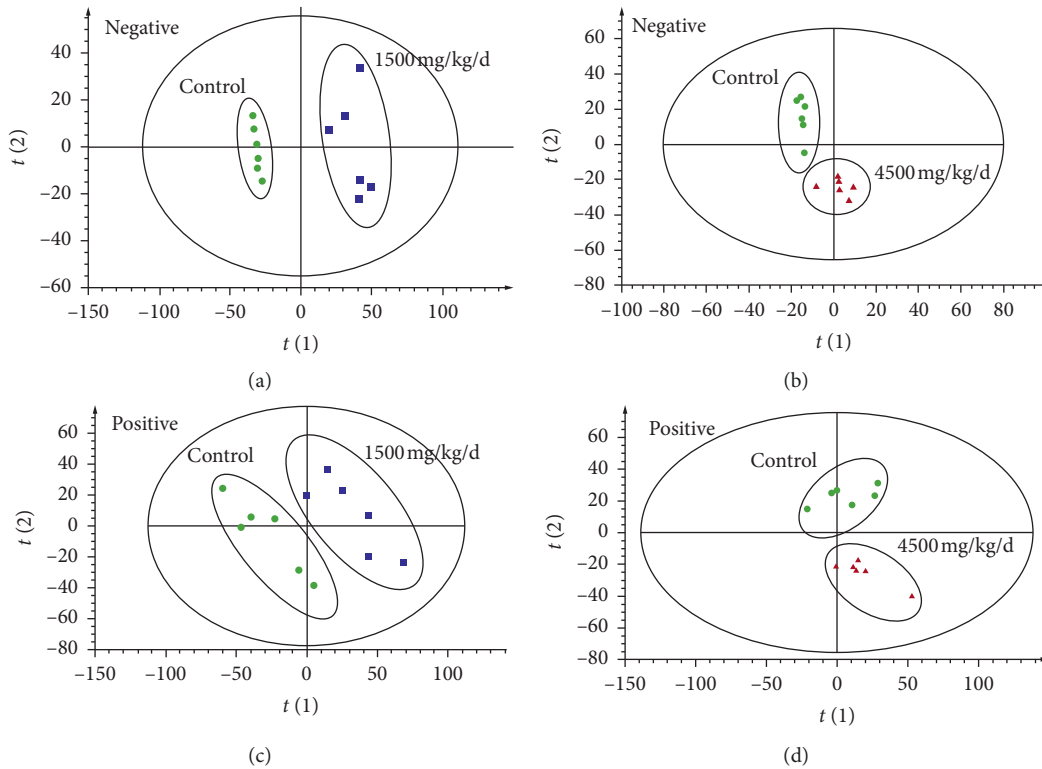 Negative
1500 mg/kg/d
Control
t (2)
40
20
0
−20
−40
−60
−150
−100
−50
0
50
100
t (1)
(a)
Negative
Control
4500 mg/kg/d
t (2)
60
40
20
0
−20
−40
−60
−80
−100
−80
−60
−40
−20
0
20
40
60
80
t (1)
(b)
Positive
Control
1500 mg/kg/d
t (2)
60
40
20
0
−20
−40
−60
−80
−150
−100
−50
0
50
100
t (1)
(c)
Positive
Control
4500 mg/kg/d
t (2)
60
40
20
0
−20
−40
−60
−80
−150
−100
−50
0
50
100
t (1)
(d)